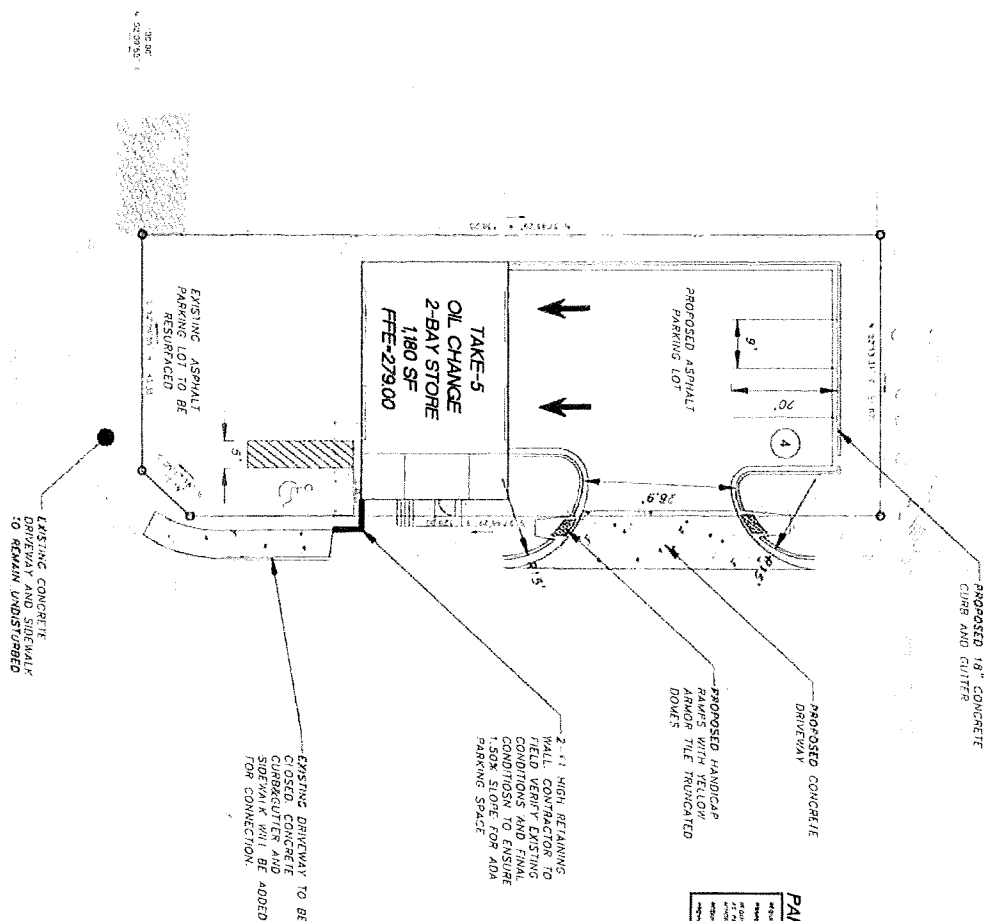 TAKE-5
OIL CHANGE
2-BAY STORE
1,180 SF
FFE=279.00
PROPOSED ASPHALT
PARKING LOT
9'
20'
4
28.9'
R15'
R15'
5'
EXISTING ASPHALT
PARKING LOT TO BE
RESURFACED
PROPOSED 18" CONCRETE
CURB AND GUTTER
PROPOSED CONCRETE
DRIVEWAY
PROPOSED HANDICAP
RAMPS WITH YELLOW
ARMOR TILE TRUNCATED
DOMES
HIGH RETAINING
WALL. CONTRACTOR TO
FIELD VERIFY EXISTING
CONDITIONS AND FINAL
CONDITIOSN TO ENSURE
1.50% SLOPE FOR ADA
PARKING SPACE
EXISTING DRIVEWAY TO BE
CLOSED. CONCRETE
CURB&GUTTER AND
SIDEWALK WILL BE ADDED
FOR CONNECTION.
EXISTING CONCRETE
DRIVEWAY AND SIDEWALK
TO REMAIN UNDISTURBED